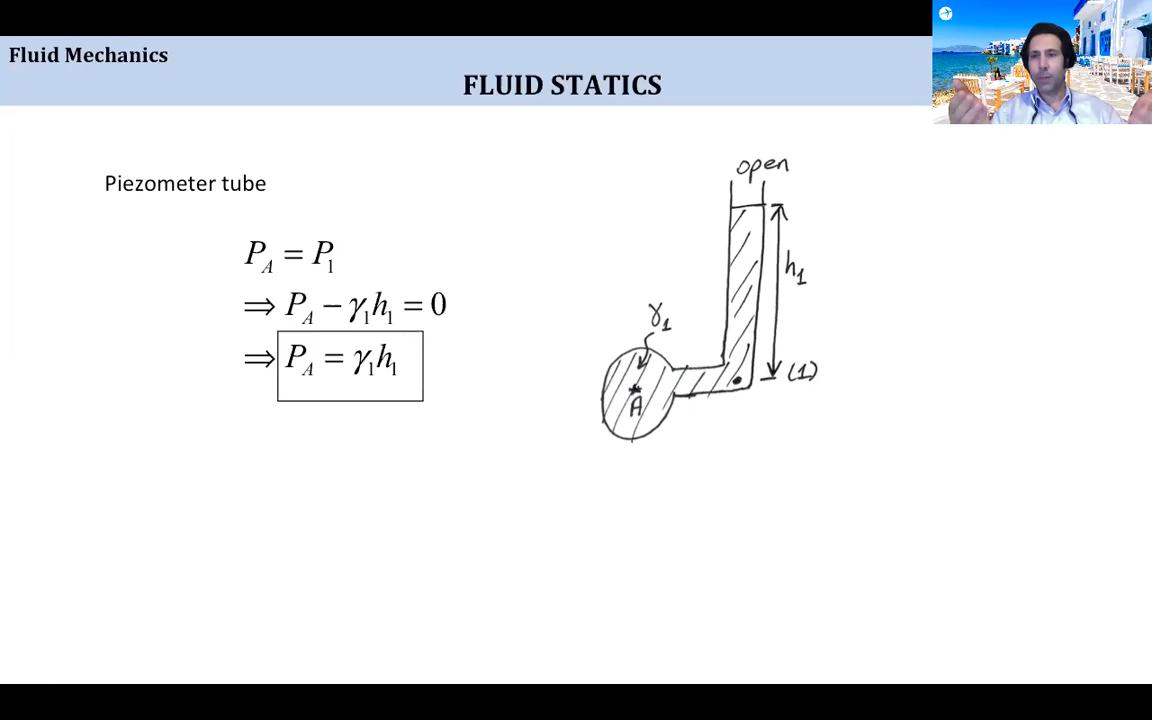 Fluid Mechanics
FLUID STATICS
Piezometer tube
P_A = P_1
⇒ P_A − γ_1 h_1 = 0
⇒ P_A = γ_1 h_1
open
h_1
γ_1
(1)
A